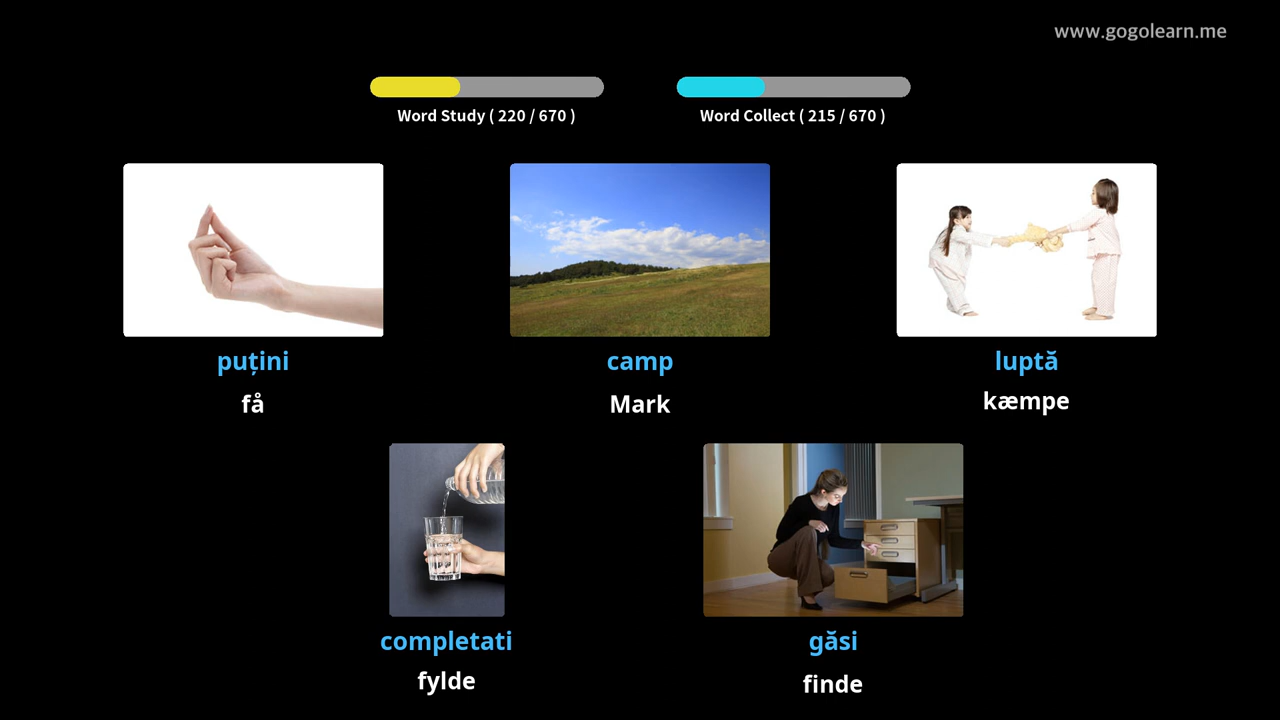 www.gogolearn.me
Word Study ( 220 / 670 )
Word Collect ( 215 / 670 )
puțini
camp
luptă
få
Mark
kæmpe
completati
găsi
fylde
finde